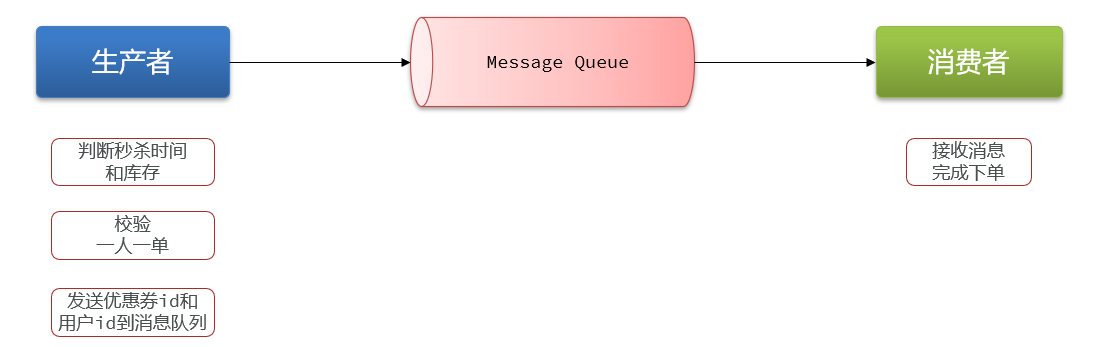 生产者
Message Queue
消费者
判断秒杀时间
和库存
接收消息
完成下单
校验
一人一单
发送优惠券id和
用户id到消息队列